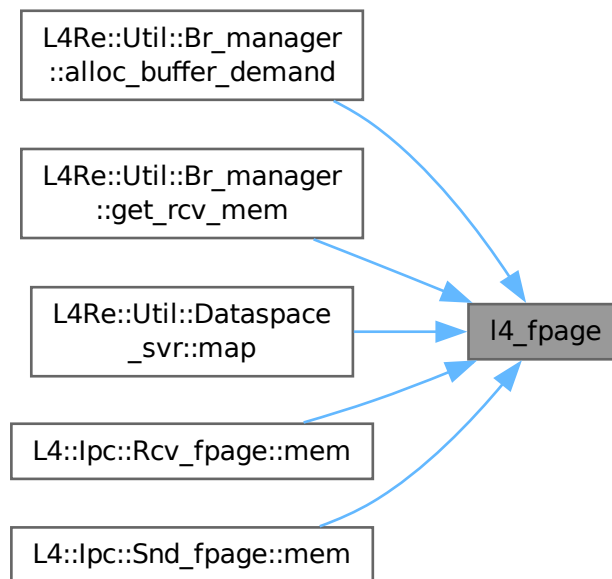 L4Re::Util::Br_manager
::alloc_buffer_demand
L4Re::Util::Br_manager
::get_rcv_mem
L4Re::Util::Dataspace
_svr::map
l4_fpage
L4::Ipc::Rcv_fpage::mem
L4::Ipc::Snd_fpage::mem